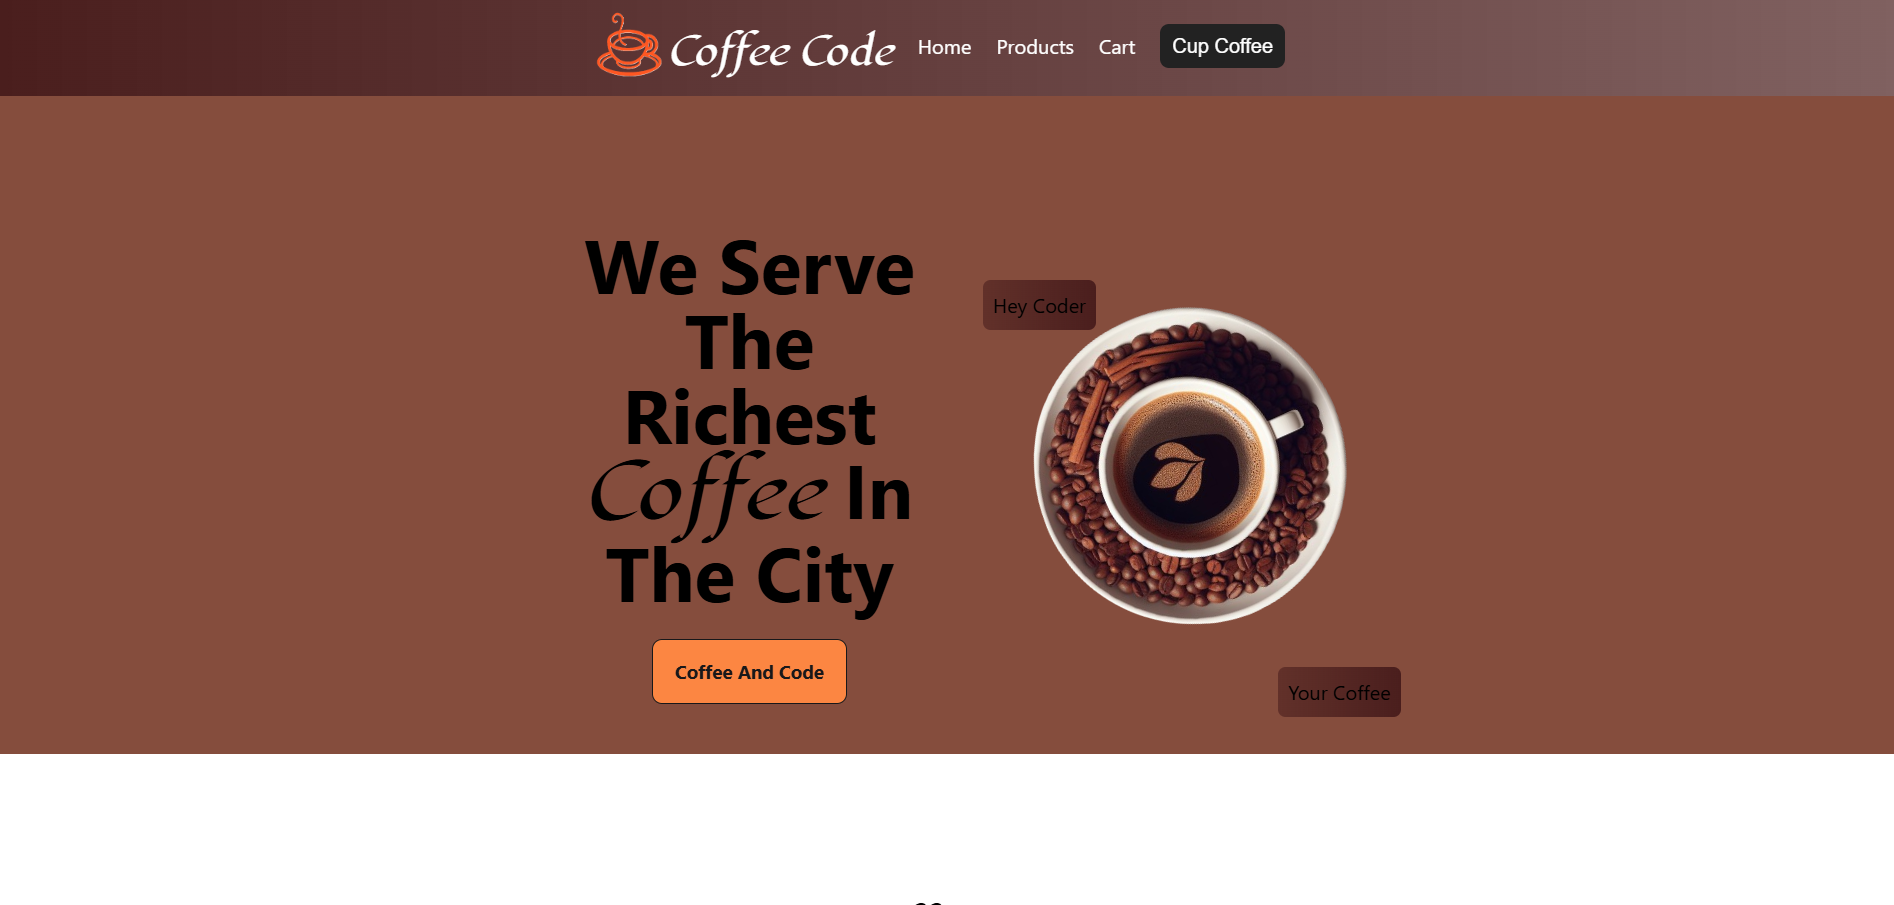 Coffee Code Home Products Cart Cup Coffee
We Serve
The
Richest
Coffee In
The City
Coffee And Code
Hey Coder
Your Coffee